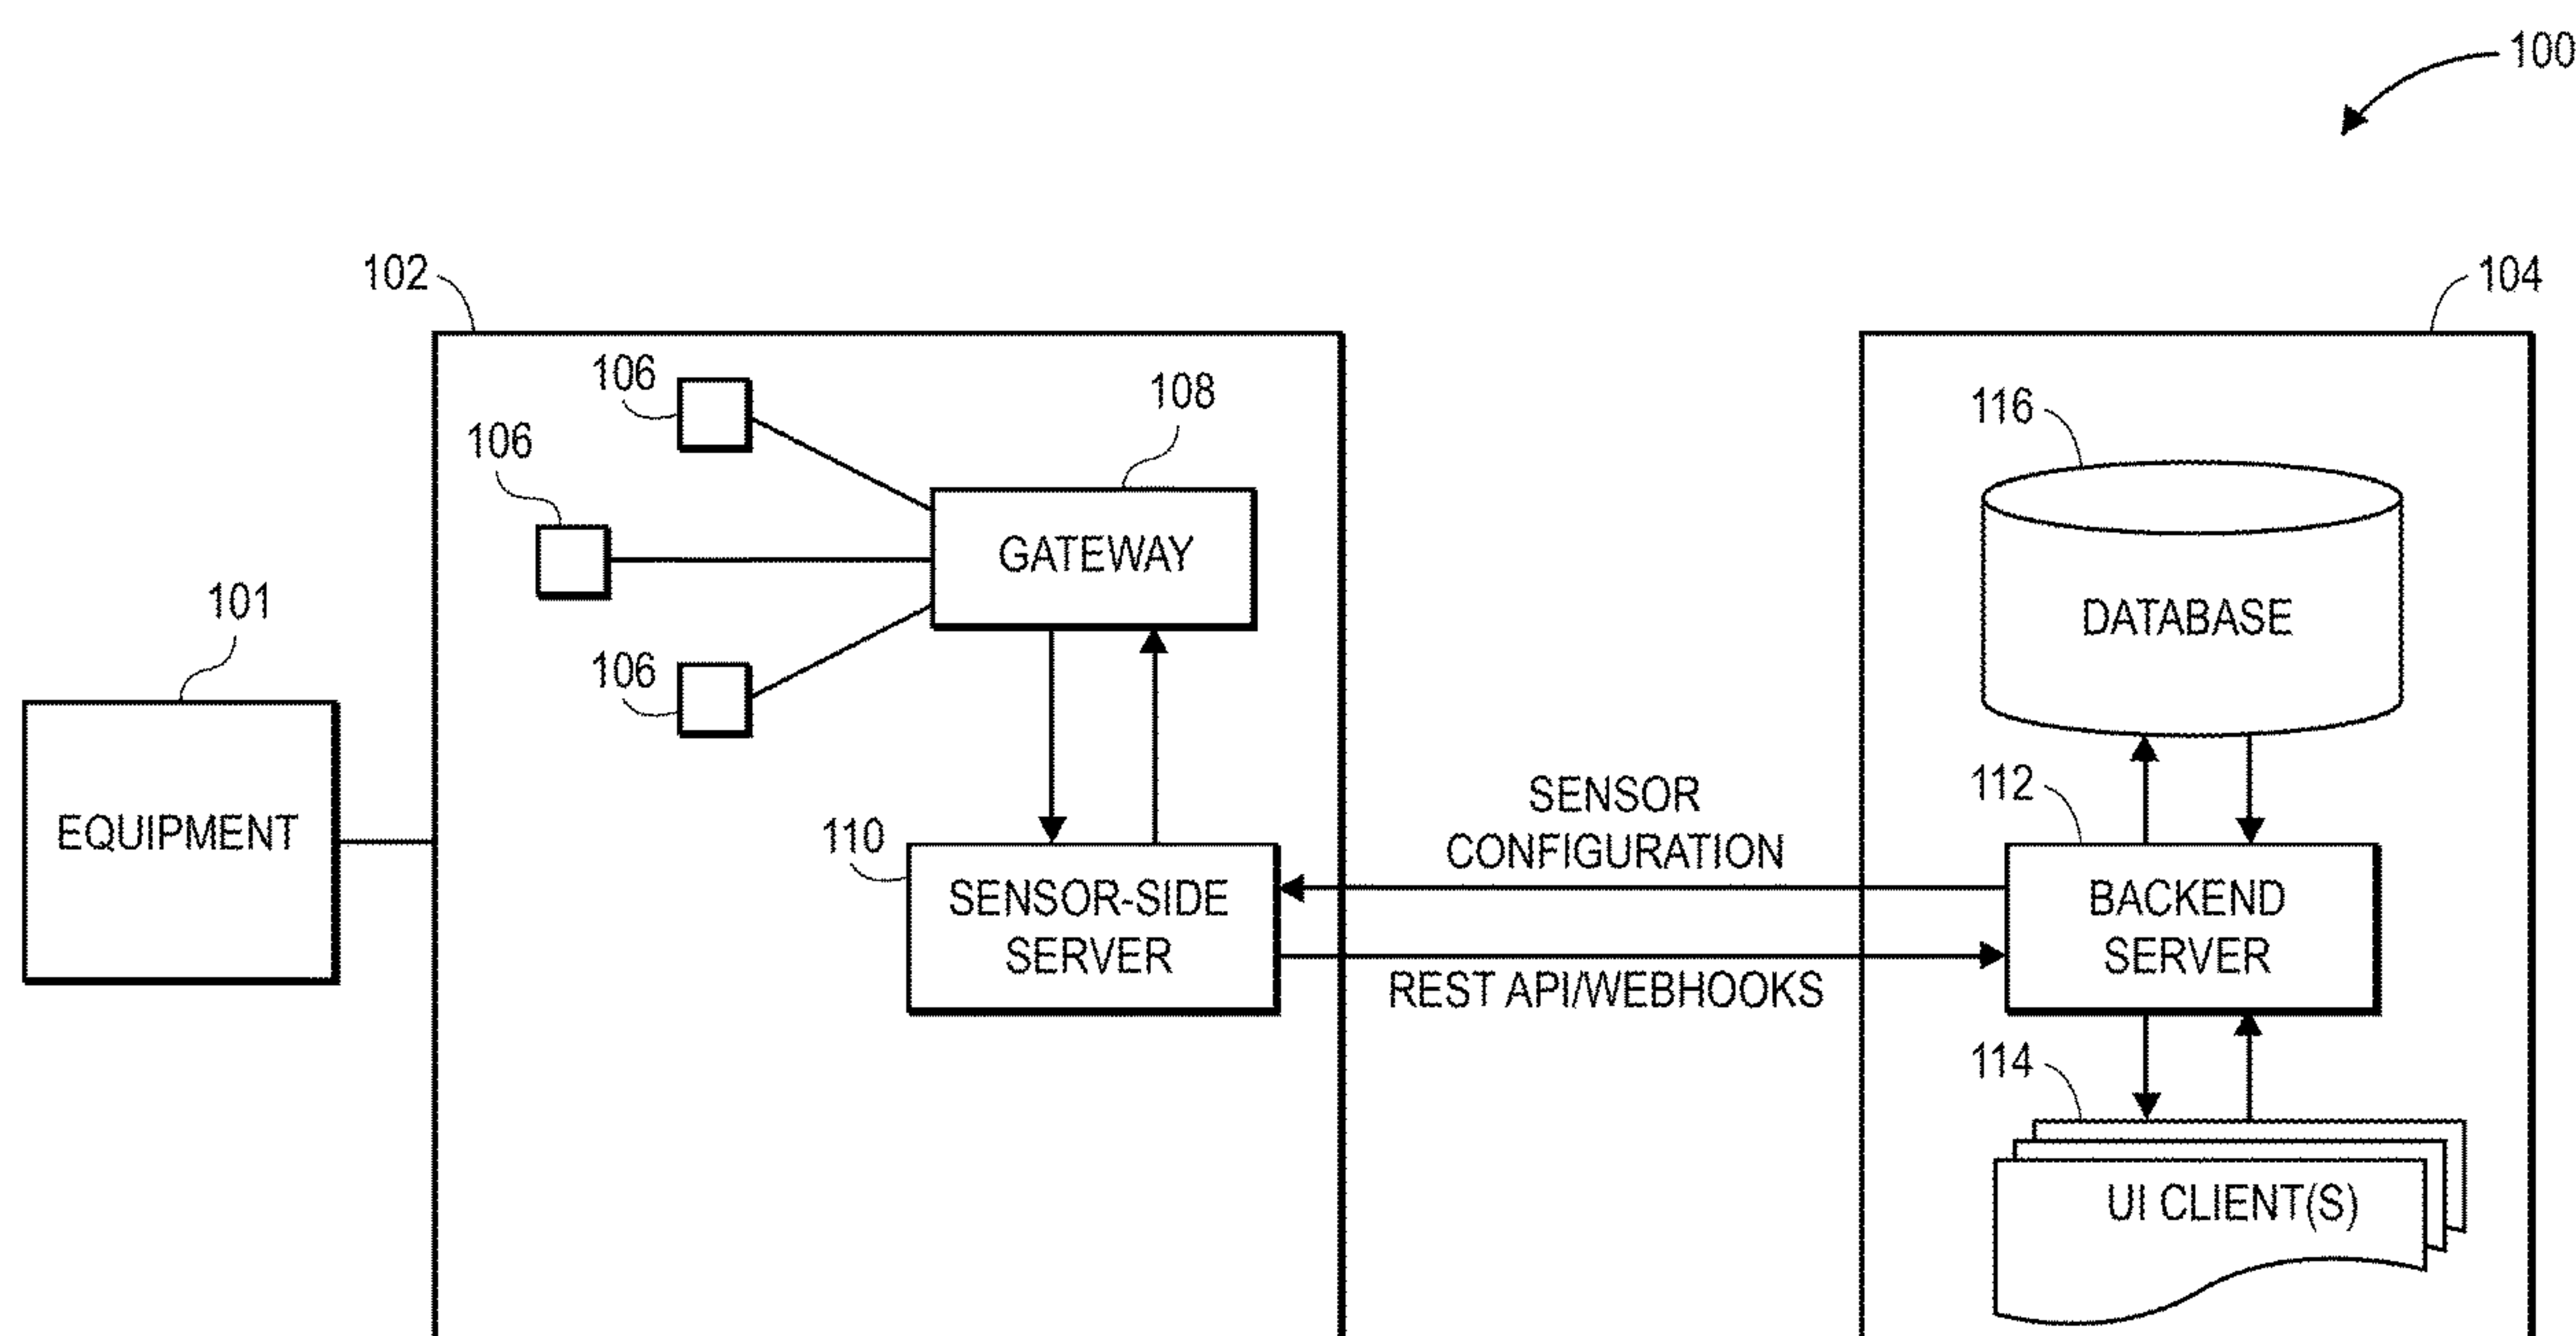 100
102
104
106
108
116
106
GATEWAY
101
DATABASE
106
EQUIPMENT
110
SENSOR
CONFIGURATION
112
SENSOR-SIDE
SERVER
BACKEND
SERVER
REST API/WEBHOOKS
114
UI CLIENT(S)